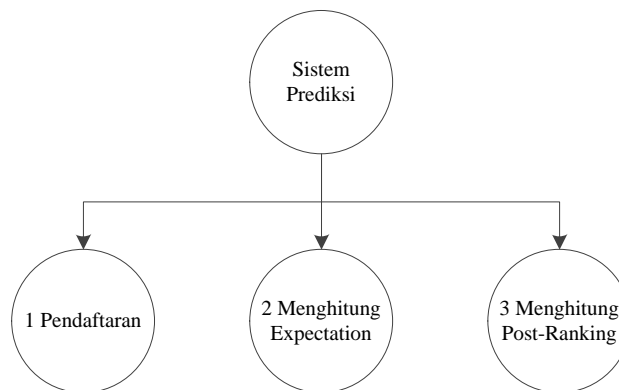 Sistem
Prediksi
1 Pendaftaran
2 Menghitung
Expectation
3 Menghitung
Post-Ranking